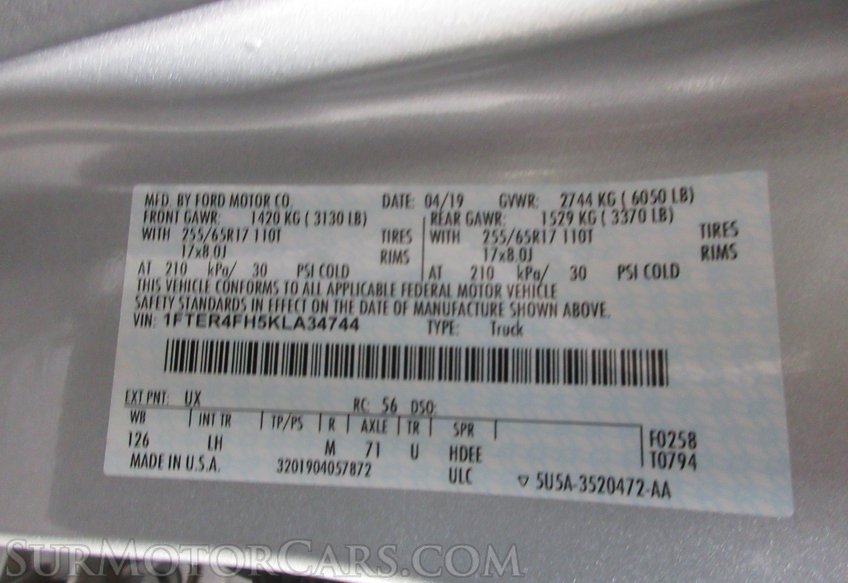 MFD. BY FORD MOTOR CO. DATE: 04/19 GVWR: 2744 KG ( 6050 LB)
FRONT GAWR: 1420 KG ( 3130 LB) REAR GAWR: 1529 KG ( 3370 LB)
WITH 255/65R17 110T TIRES WITH 255/65R17 110T TIRES
17x8.0J RIMS 17x8.0J RIMS
AT 210 kPa/ 30 PSI COLD AT 210 kPa/ 30 PSI COLD
THIS VEHICLE CONFORMS TO ALL APPLICABLE FEDERAL MOTOR VEHICLE
SAFETY STANDARDS IN EFFECT ON THE DATE OF MANUFACTURE SHOWN ABOVE.
VIN: 1FTER4FH5KLA34744 TYPE: Truck
EXT PNT: UX RC: 56 DSO:
WB INT TR TP/PS R AXLE TR SPR F0258
126 LH M 71 U HDEE T0794
MADE IN U.S.A. 3201904057872 ULC 5U5A-3520472-AA
SURMOTORCARS.COM